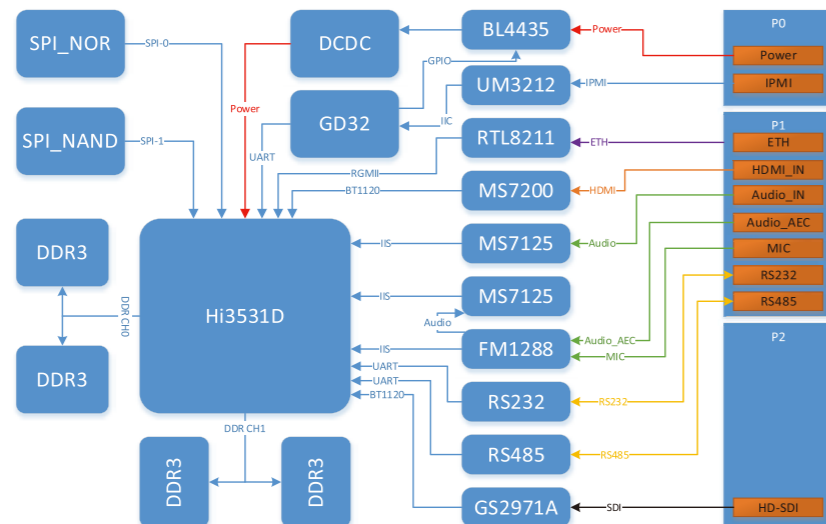 SPI_NOR
SPI-0
DCDC
BL4435
Power
P0
Power
GPIO
UM3212
IPMI
IPMI
Power
GD32
IIC
SPI_NAND
SPI-1
UART
RTL8211
ETH
P1
ETH
RGMII
HDMI_IN
BT1120
MS7200
HDMI
Audio_IN
Audio_AEC
DDR3
IIS
MS7125
Audio
MIC
RS232
DDR CH0
Hi3531D
IIS
MS7125
RS485
Audio
P2
IIS
FM1288
Audio_AEC
MIC
DDR3
UART
UART
BT1120
RS232
RS232
DDR CH1
RS485
RS485
DDR3
DDR3
GS2971A
SDI
HD-SDI